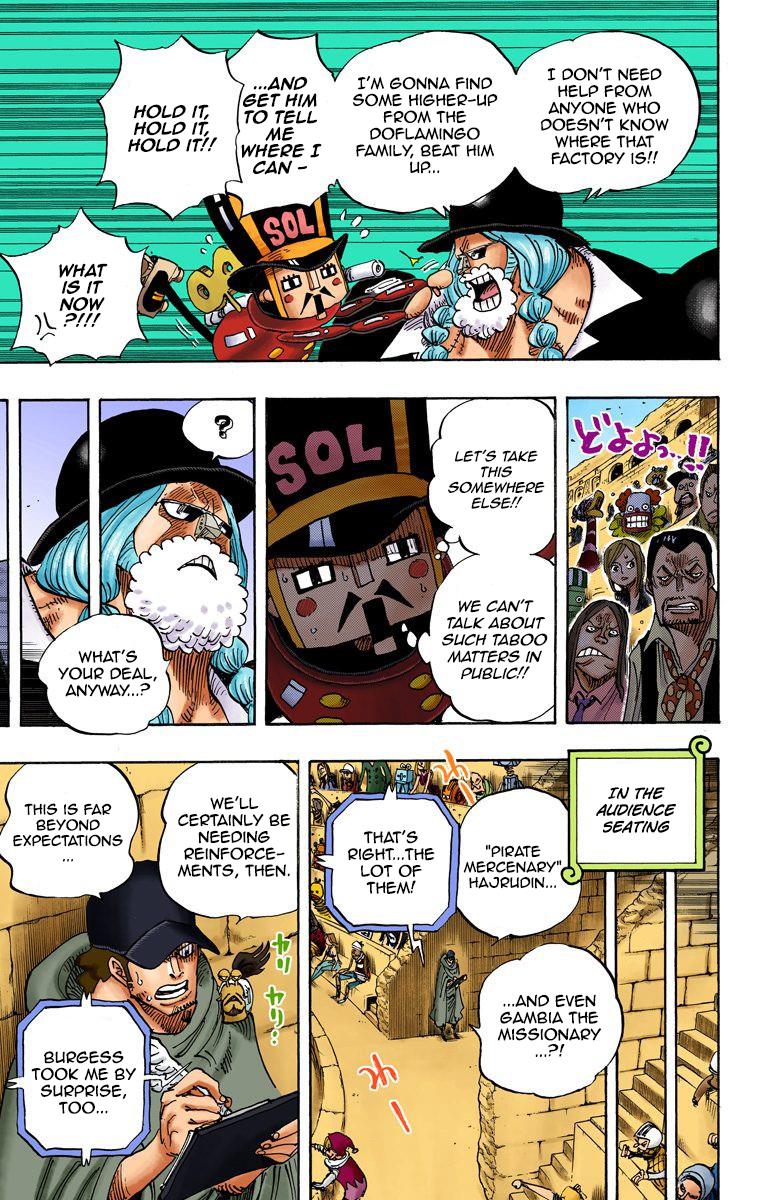 I DON'T NEED
HELP FROM
ANYONE WHO
DOESN'T KNOW
WHERE THAT
FACTORY IS!!
I'M GONNA FIND
SOME HIGHER-UP
FROM THE
DOFLAMINGO
FAMILY, BEAT HIM
UP...
...AND
GET HIM
TO TELL
ME
WHERE I
CAN –
HOLD IT,
HOLD IT,
HOLD IT!!
SOL
WHAT
IS IT
NOW
?!!!
どよよっ...!!
LET'S TAKE
THIS
SOMEWHERE
ELSE!!
SOL
WE CAN'T
TALK ABOUT
SUCH TABOO
MATTERS IN
PUBLIC!!
?
WHAT'S
YOUR DEAL,
ANYWAY...?
IN THE
AUDIENCE
SEATING
"PIRATE
MERCENARY"
HAJRUDIN...
THAT'S
RIGHT...THE
LOT OF
THEM!
...AND EVEN
GAMBIA THE
MISSIONARY
...?!
ワー
ワー
WE'LL
CERTAINLY BE
NEEDING
REINFORCE-
MENTS, THEN.
THIS IS FAR
BEYOND
EXPECTATIONS
...
カリ カリ...
BURGESS
TOOK ME BY
SURPRISE,
TOO...